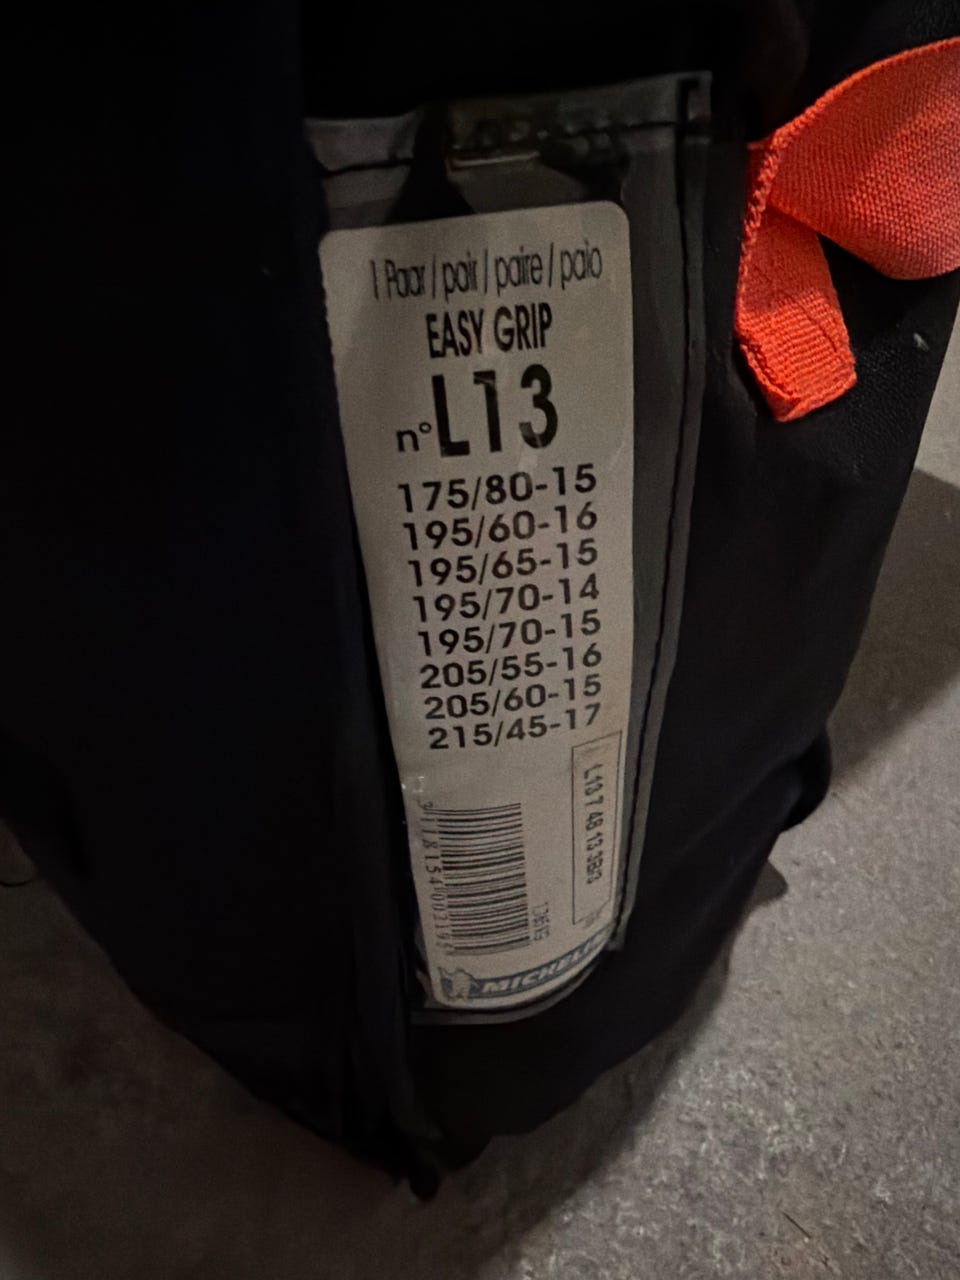 1 Paar / pair / paire / paio
EASY GRIP
n° L13
175/80-15
195/60-16
195/65-15
195/70-14
195/70-15
205/55-16
205/60-15
215/45-17
MICHELIN